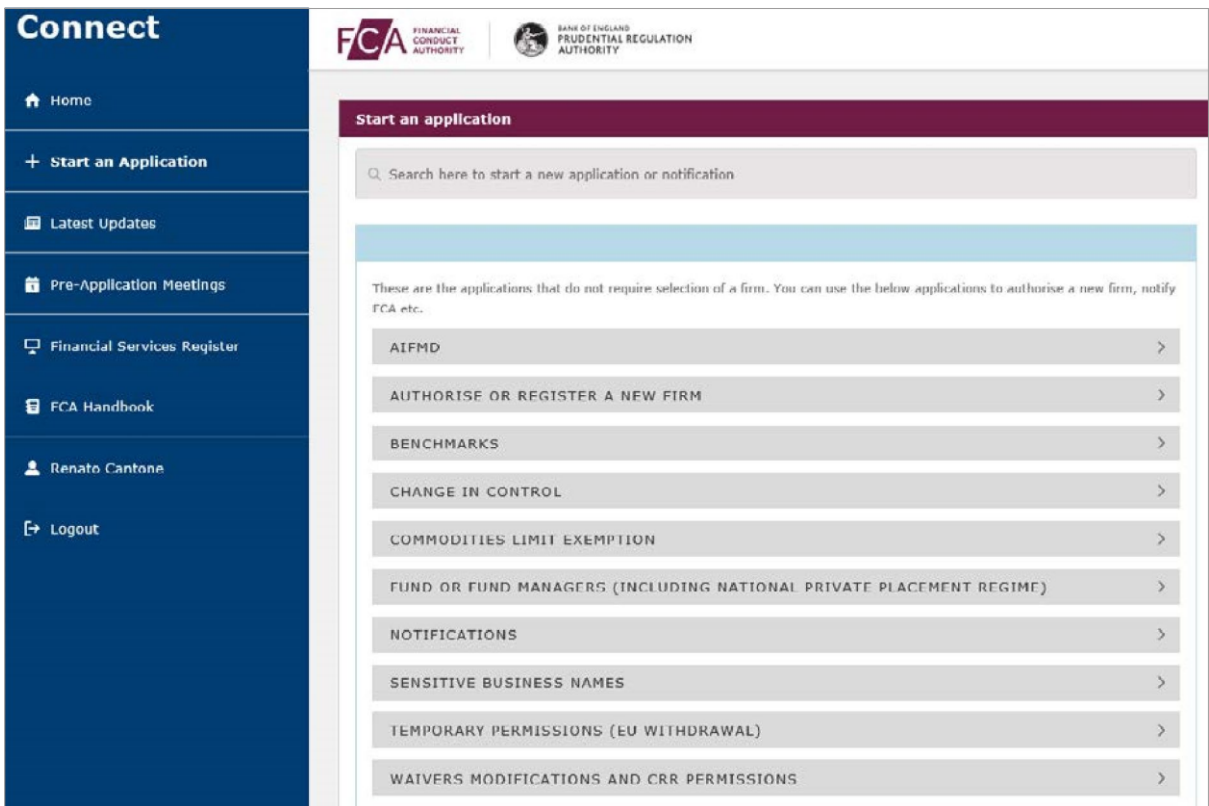 Connect
Home
Start an Application
Latest Updates
Pre-Application Meetings
Financial Services Register
FCA Handbook
Renato Cantone
Logout
FCA
FINANCIAL
CONDUCT
AUTHORITY
BANK OF ENGLAND
PRUDENTIAL REGULATION
AUTHORITY
Start an application
Search here to start a new application or notification
These are the applications that do not require selection of a firm. You can use the below applications to authorise a new firm, notify
FCA etc.
AIFMD
AUTHORISE OR REGISTER A NEW FIRM
BENCHMARKS
CHANGE IN CONTROL
COMMODITIES LIMIT EXEMPTION
FUND OR FUND MANAGERS (INCLUDING NATIONAL PRIVATE PLACEMENT REGIME)
NOTIFICATIONS
SENSITIVE BUSINESS NAMES
TEMPORARY PERMISSIONS (EU WITHDRAWAL)
WAIVERS MODIFICATIONS AND CRR PERMISSIONS